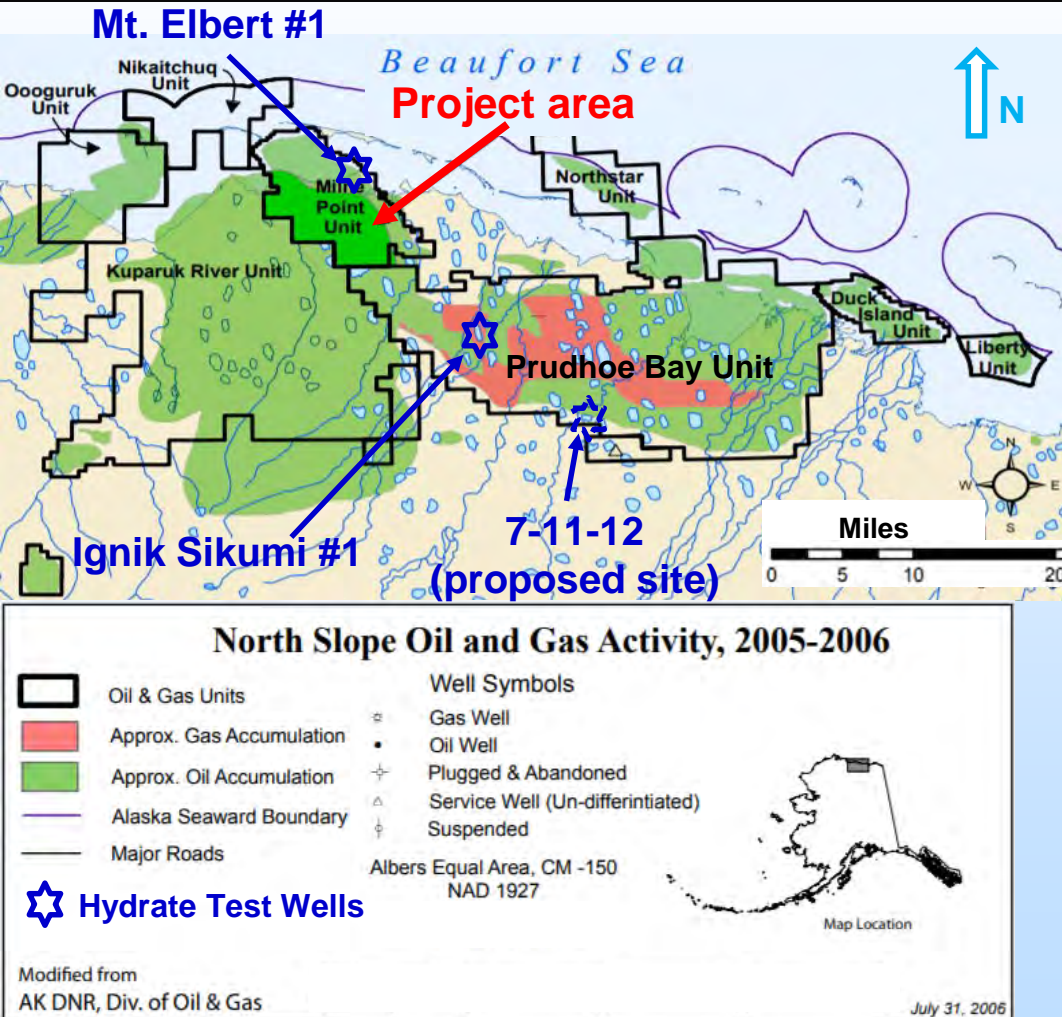 Mt. Elbert #1
Beaufort Sea
Nikaitchuq
Unit
Oooguruk
Unit
Project area
N
Northstar
Unit
Milne
Point
Unit
Kuparuk River Unit
Duck
Island
Unit
Liberty
Unit
Prudhoe Bay Unit
N
W
E
S
Ignik Sikumi #1
7-11-12
(proposed site)
Miles
0 5 10 20
North Slope Oil and Gas Activity, 2005-2006
Oil & Gas Units
Approx. Gas Accumulation
Approx. Oil Accumulation
Alaska Seaward Boundary
Major Roads
Hydrate Test Wells
Well Symbols
Gas Well
Oil Well
Plugged & Abandoned
Service Well (Un-differintiated)
Suspended
Albers Equal Area, CM -150
NAD 1927
Map Location
Modified from
AK DNR, Div. of Oil & Gas
July 31, 2006